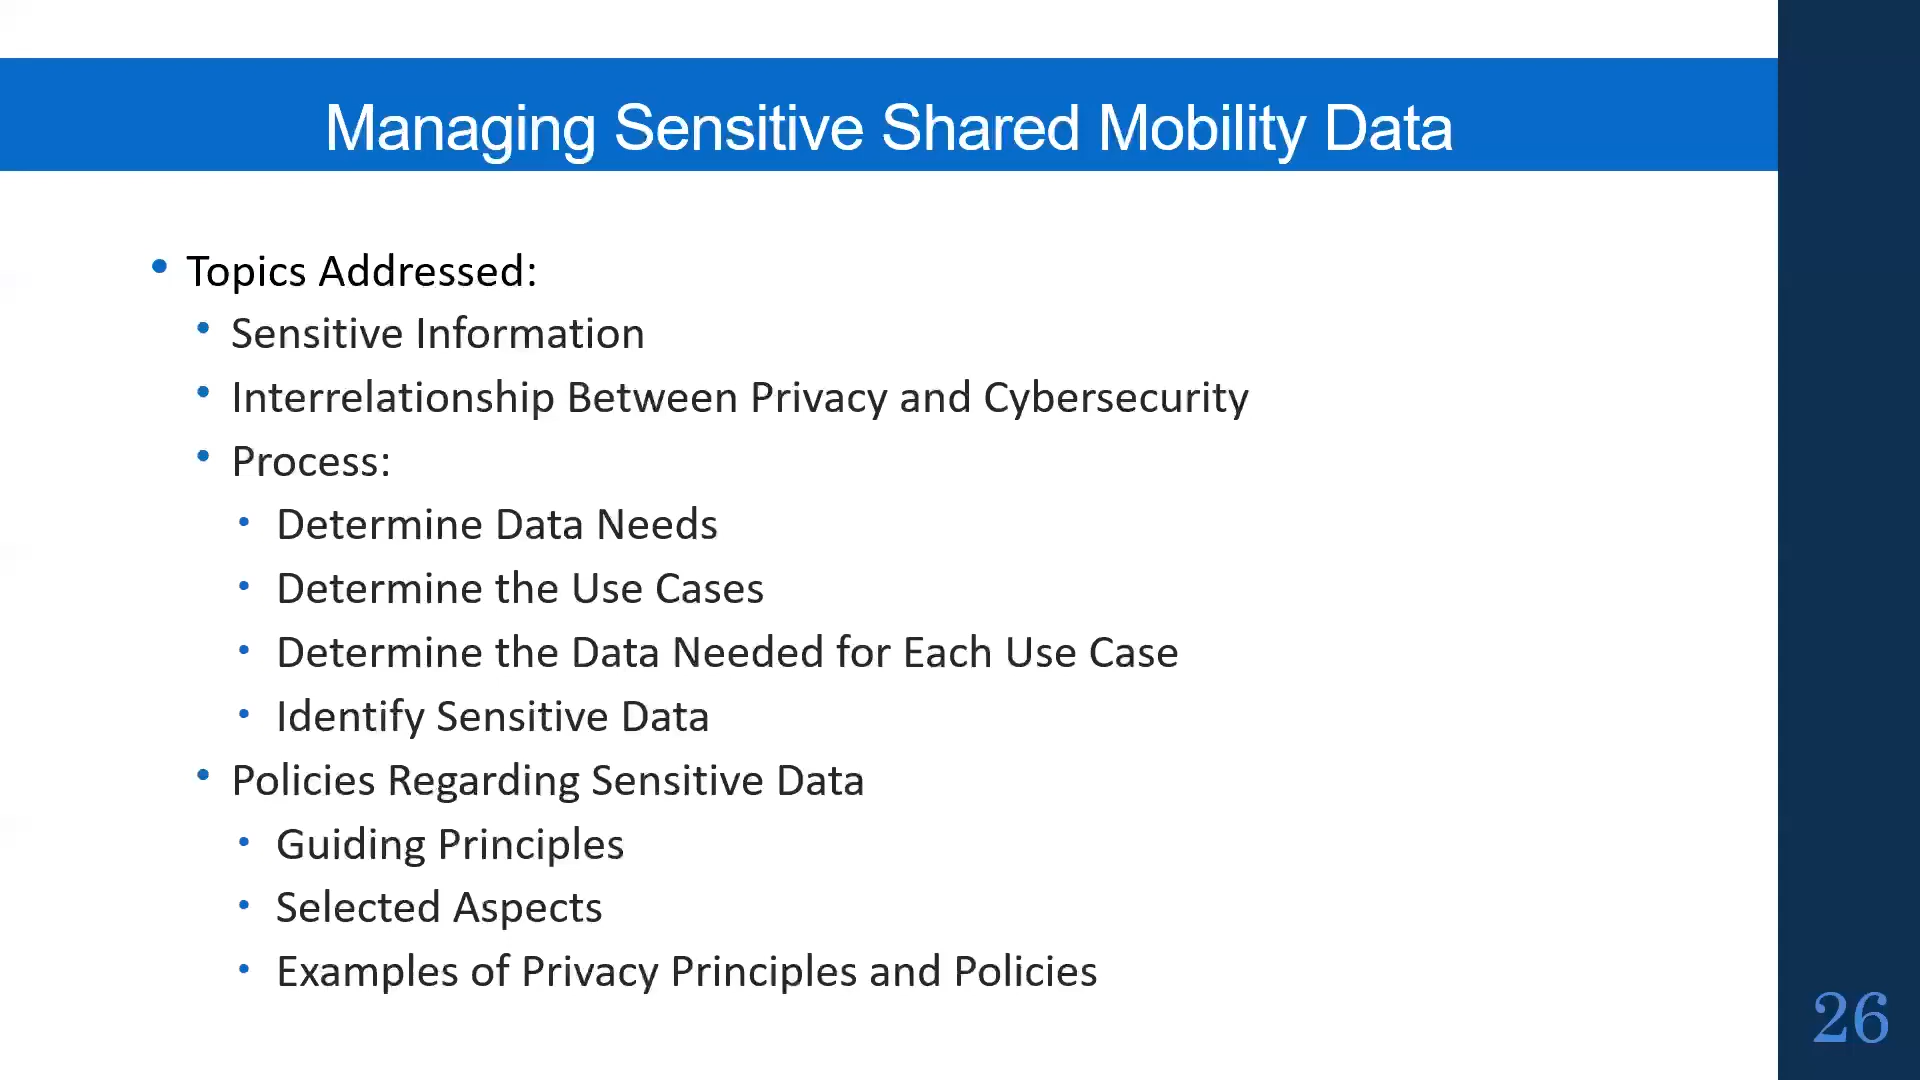 Managing Sensitive Shared Mobility Data
• Topics Addressed:
• Sensitive Information
• Interrelationship Between Privacy and Cybersecurity
• Process:
• Determine Data Needs
• Determine the Use Cases
• Determine the Data Needed for Each Use Case
• Identify Sensitive Data
• Policies Regarding Sensitive Data
• Guiding Principles
• Selected Aspects
• Examples of Privacy Principles and Policies
26